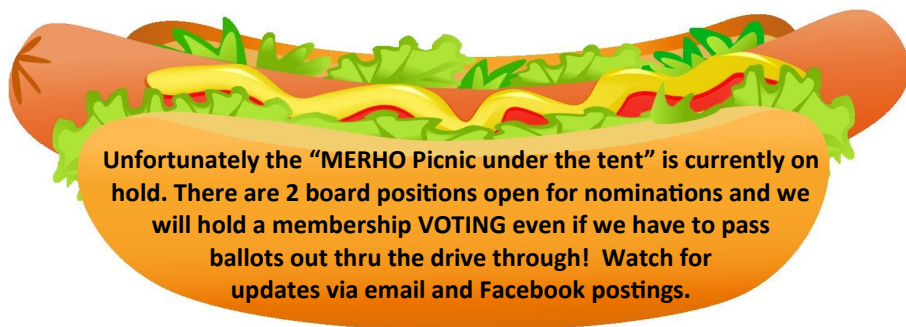 Unfortunately the “MERHO Picnic under the tent” is currently on
hold. There are 2 board positions open for nominations and we
will hold a membership VOTING even if we have to pass
ballots out thru the drive through!  Watch for
updates via email and Facebook postings.